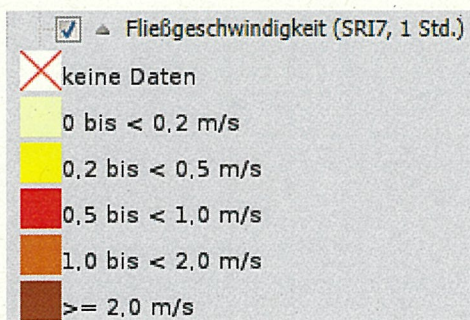 Fließgeschwindigkeit (SRI7, 1 Std.)
keine Daten
0 bis < 0,2 m/s
0,2 bis < 0,5 m/s
0,5 bis < 1,0 m/s
1,0 bis < 2,0 m/s
>= 2,0 m/s